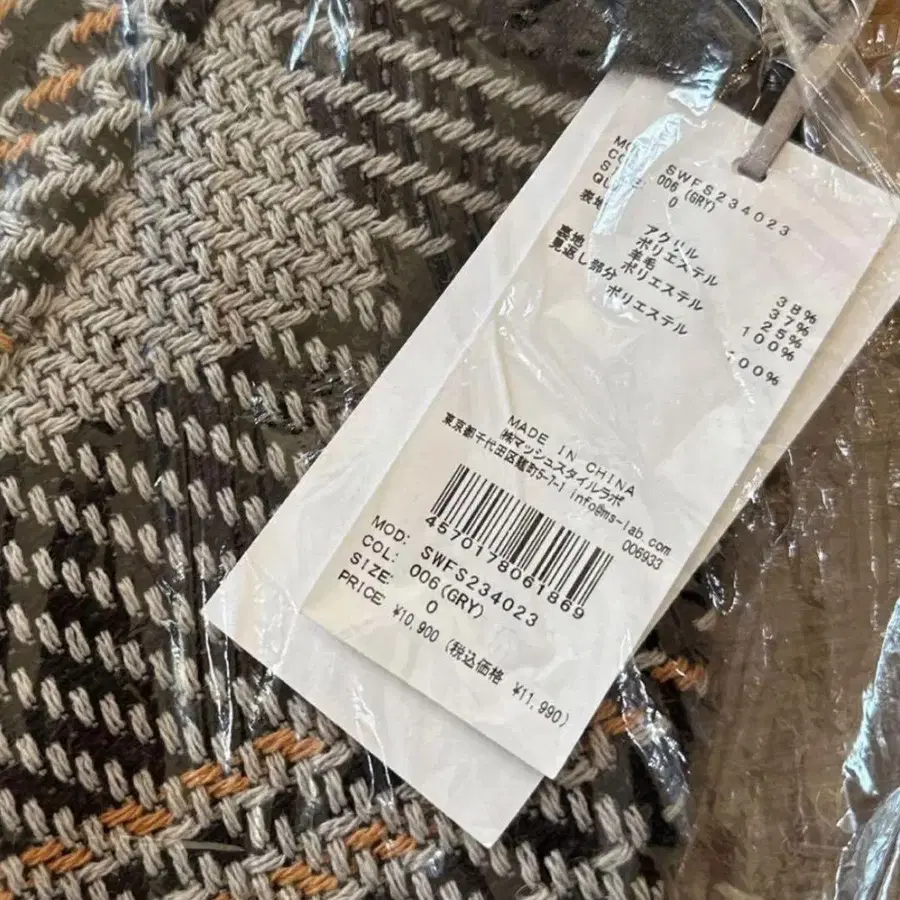 MO
CO SWFS234023
S 006(GRY)
QU 0
表地 アクリル 38%
ポリエステル 37%
羊毛 25%
裏地 ポリエステル 100%
見返し部分 ポリエステル 100%
MADE IN CHINA
㈱マッシュスタイルラボ
東京都千代田区麹町5-7-1 info@ms-lab.com
006933
4570178061869
MOD: SWFS234023
COL: 006(GRY)
SIZE: 0
PRICE ¥10,900 (税込価格 ¥11,990)